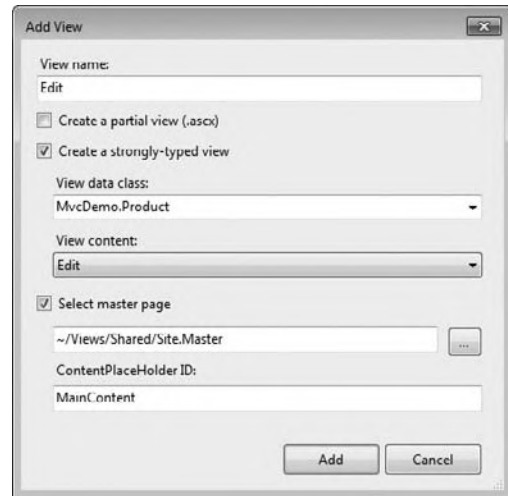 Add View
View name:
Edit
Create a partial view (.ascx)
Create a strongly-typed view
View data class:
MvcDemo.Product
View content:
Edit
Select master page
~/Views/Shared/Site.Master
...
ContentPlaceHolder ID:
MainContent
Add
Cancel